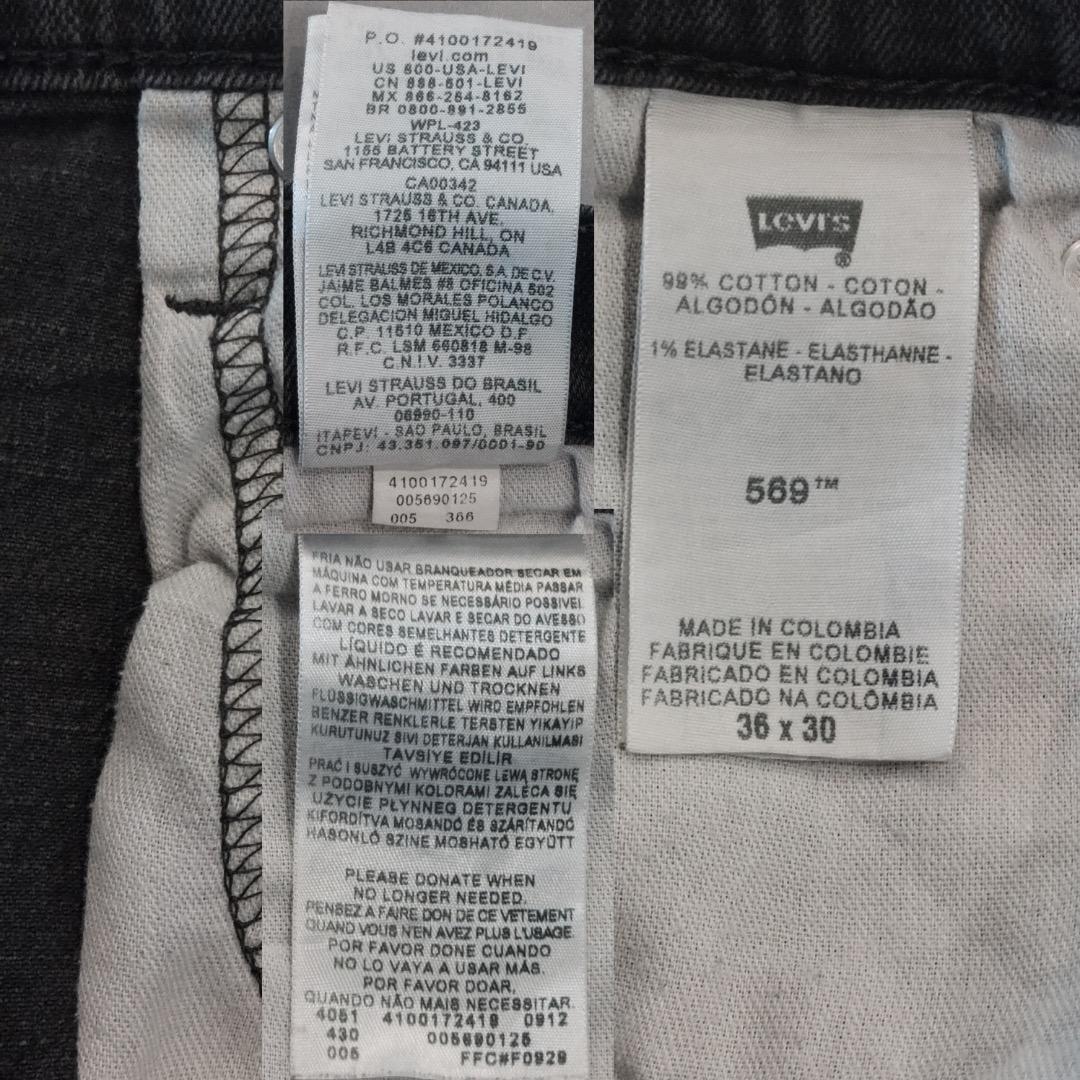 P.O. #4100172419
levi.com
US 800-USA-LEVI
CN 888-501-LEVI
MX 866-264-8162
BR 0800-891-2855
WPL-423
LEVI STRAUSS & CO.
1155 BATTERY STREET
SAN FRANCISCO, CA 94111 USA
CA00342
LEVI STRAUSS & CO. CANADA,
1725 16TH AVE,
RICHMOND HILL, ON
L4B 4C6 CANADA
LEVI STRAUSS DE MEXICO, S.A. DE C.V
JAIME BALMES #8 OFICINA 502
COL. LOS MORALES POLANCO
DELEGACION MIGUEL HIDALGO
C.P. 11510 MEXICO D.F
R.F.C. LSM 660818 M-98
C.N.I.V. 3337
LEVI STRAUSS DO BRASIL
AV. PORTUGAL, 400
06690-110
ITAPEVI - SAO PAULO, BRASIL
CNPJ: 43.351.097/0001-90
4100172419
005690125
005 366
FRIA NÃO USAR BRANQUEADOR SECAR EM
MÁQUINA COM TEMPERATURA MÉDIA PASSAR
A FERRO MORNO SE NECESSÁRIO POSSIVEL
LAVAR A SECO LAVAR E SECAR DO AVESSO
COM CORES SEMELHANTES DETERGENTE
LÍQUIDO É RECOMENDADO
MIT ÄHNLICHEN FARBEN AUF LINKS
WASCHEN UND TROCKNEN
FLÜSSIGWASCHMITTEL WIRD EMPFOHLEN
BENZER RENKLERLE TERSTEN YIKAYIP
KURUTUNUZ SIVI DETERJAN KULLANILMASI
TAVSİYE EDİLİR
PRAĆ I SUSZYĆ WYWRÓCONE LEWĄ STRONĘ
Z PODOBNYMI KOLORAMI ZALECA SIĘ
UŻYCIE PŁYNNEG DETERGENTU
KIFORDÍTVA MOSANDÓ ÉS SZÁRÍTANDÓ
HASONLÓ SZINE MOSHATÓ EGYÜTT
PLEASE DONATE WHEN
NO LONGER NEEDED.
PENSEZ A FAIRE DON DE CE VETEMENT
QUAND VOUS N'EN AVEZ PLUS L'USAGE.
POR FAVOR DONE CUANDO
NO LO VAYA A USAR MÁS.
POR FAVOR DOAR,
QUANDO NÃO MAIS NECESSITAR.
4051 4100172419 0912
430 005690125
005 FFC#F0929
LEVI'S
®
99% COTTON - COTON -
ALGODÓN - ALGODÃO
1% ELASTANE - ELASTHANNE -
ELASTANO
569™
MADE IN COLOMBIA
FABRIQUE EN COLOMBIE
FABRICADO EN COLOMBIA
FABRICADO NA COLÔMBIA
36 x 30